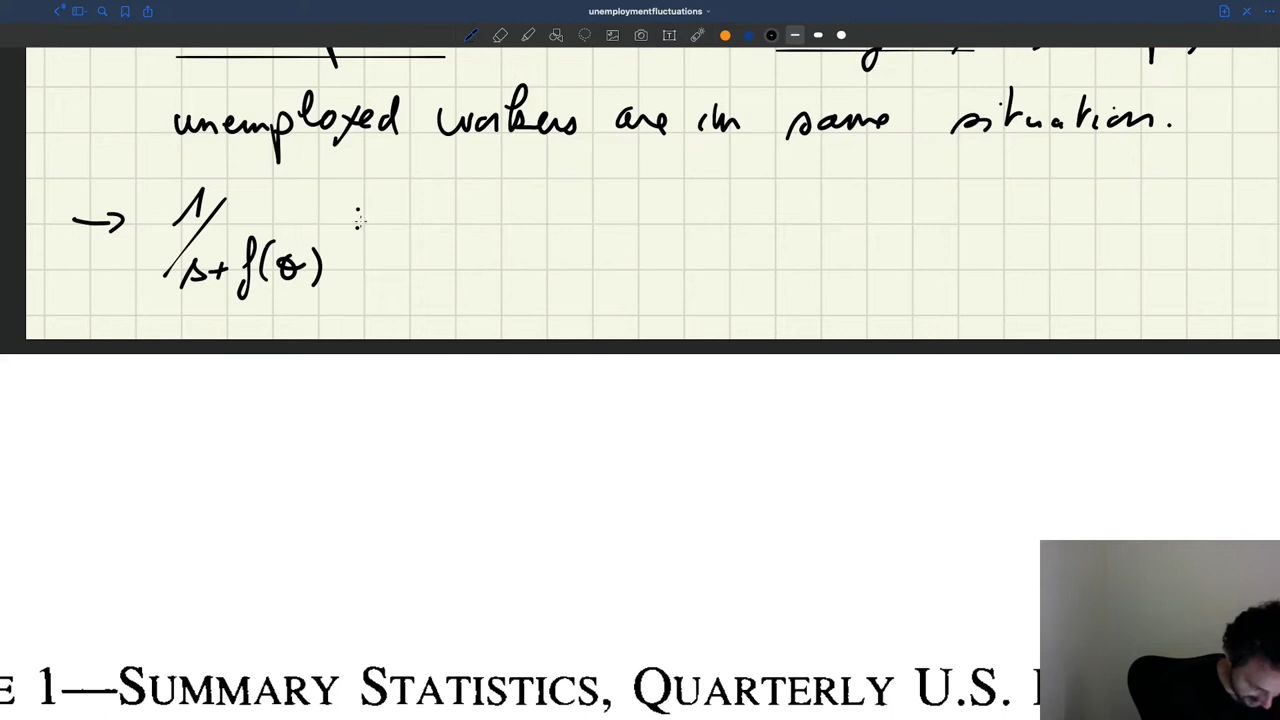 unemploymentfluctuations
unemployed workers are in same situation.
→ 1/s+f(θ) :
E 1—SUMMARY STATISTICS, QUARTERLY U.S.